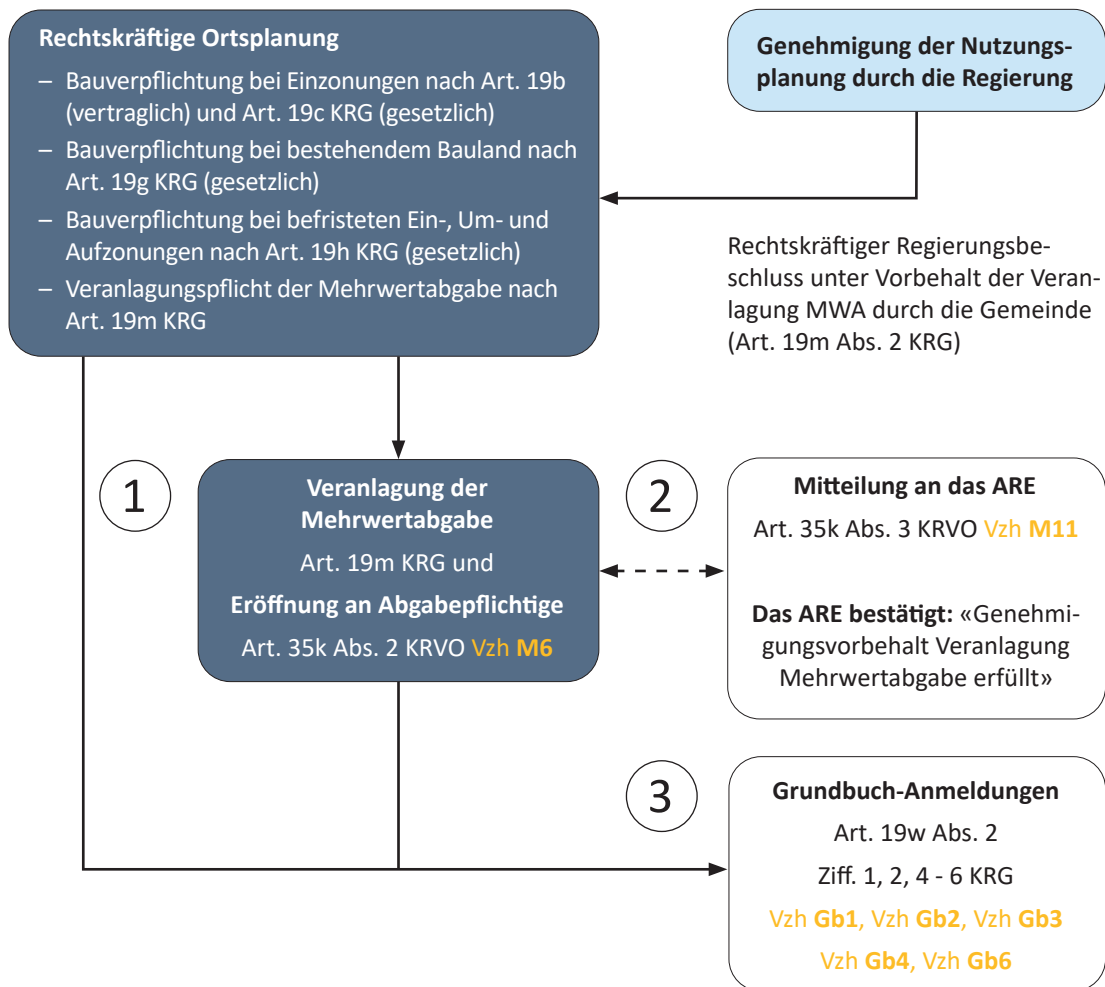 Rechtskräftige Ortsplanung
– Bauverpflichtung bei Einzonungen nach Art. 19b
(vertraglich) und Art. 19c KRG (gesetzlich)
– Bauverpflichtung bei bestehendem Bauland nach
Art. 19g KRG (gesetzlich)
– Bauverpflichtung bei befristeten Ein-, Um- und
Aufzonungen nach Art. 19h KRG (gesetzlich)
– Veranlagungspflicht der Mehrwertabgabe nach
Art. 19m KRG
Genehmigung der Nutzungs-
planung durch die Regierung
Rechtskräftiger Regierungsbe-
schluss unter Vorbehalt der Veran-
lagung MWA durch die Gemeinde
(Art. 19m Abs. 2 KRG)
1
Veranlagung der
Mehrwertabgabe
Art. 19m KRG und
Eröffnung an Abgabepflichtige
Art. 35k Abs. 2 KRVO Vzh M6
2
Mitteilung an das ARE
Art. 35k Abs. 3 KRVO Vzh M11
Das ARE bestätigt: «Genehmi-
gungsvorbehalt Veranlagung
Mehrwertabgabe erfüllt»
3
Grundbuch-Anmeldungen
Art. 19w Abs. 2
Ziff. 1, 2, 4 - 6 KRG
Vzh Gb1, Vzh Gb2, Vzh Gb3
Vzh Gb4, Vzh Gb6